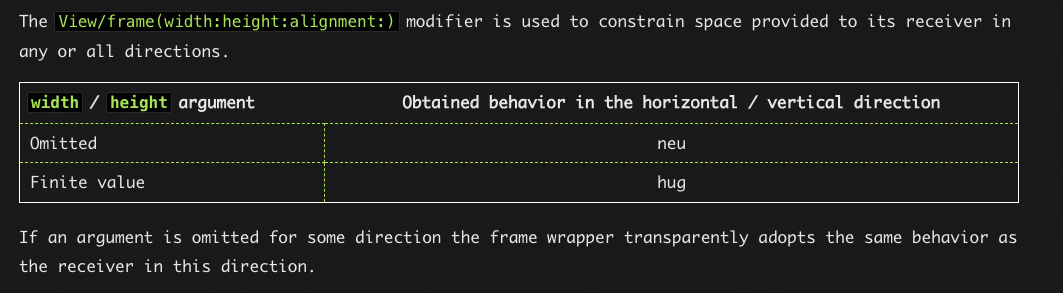 The View/frame(width:height:alignment:) modifier is used to constrain space provided to its receiver in
any or all directions.
width / height argument Obtained behavior in the horizontal / vertical direction
Omitted neu
Finite value hug
If an argument is omitted for some direction the frame wrapper transparently adopts the same behavior as
the receiver in this direction.